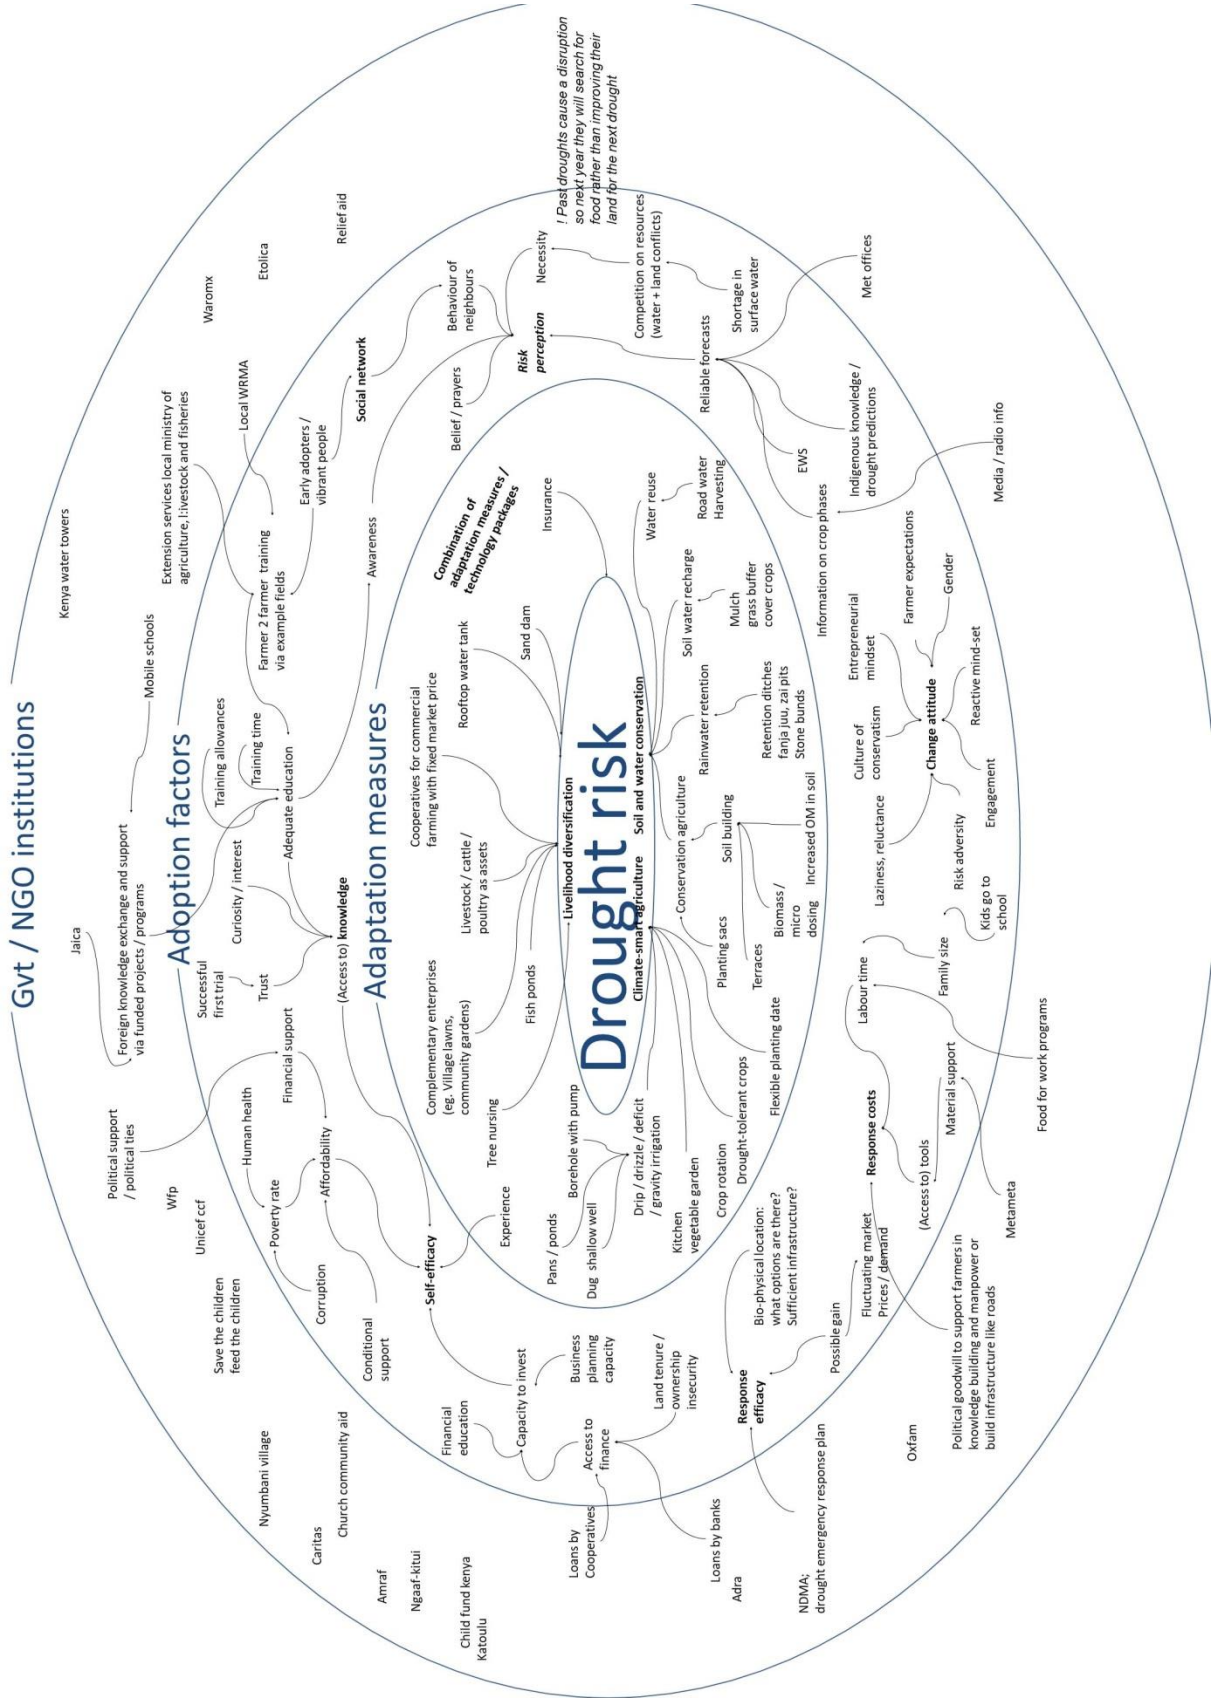 Gvt / NGO institutions
Kenya water towers
Jaica
Waromx
Etolica
Relief aid
Extension services local ministry of
agriculture, l:ivestock and fisheries
Local WRMA
Mobile schools
Foreign knowledge exchange and support
via funded projects / programs
Political support
/ political ties
Wfp
Unicef ccf
Save the children
feed the children
Nyumbani village
Caritas
Church community aid
Amraf
Ngaaf-kitui
Child fund kenya
Katoulu
Adoption factors
Training allowances
Training time
Farmer 2 farmer training
via example fields
Early adopters /
vibrant people
Social network
Behaviour of
neighbours
Belief / prayers
Necessity
Risk
perception
! Past droughts cause a disruption
so next year they will search for
food rather than improving their
land for the next drought
Competition on resources
(water + land conflicts)
Shortage in
surface water
Reliable forecasts
Met offices
Awareness
Adequate education
Curiosity / interest
Successful
first trial
Trust
(Access to) knowledge
Financial support
Human health
Poverty rate
Affordability
Corruption
Conditional
support
Self-efficacy
Experience
Financial
education
Capacity to invest
Business
planning
capacity
Access to
finance
Land tenure /
ownership
insecurity
Loans by
Cooperatives
Loans by banks
Adra
Adaptation measures
Combination of
adaptation measures /
technology packages
Insurance
Sand dam
Rooftop water tank
Cooperatives for commercial
farming with fixed market price
Livestock / cattle /
poultry as assets
Complementary enterprises
(eg. Village lawns,
community gardens)
Fish ponds
Tree nursing
Livelihood diversification
Drought risk
Climate-smart agriculture
Soil and water conservation
Borehole with pump
Pans / ponds
Dug shallow well
Drip / drizzle / deficit
/ gravity irrigation
Kitchen
vegetable garden
Crop rotation
Drought-tolerant crops
Flexible planting date
Conservation agriculture
Planting sacs
Soil building
Terraces
Biomass /
micro
dosing
Increased OM in soil
Rainwater retention
Retention ditches
fanja juu, zai pits
Stone bunds
Soil water recharge
Mulch
grass buffer
cover crops
Water reuse
Road water
Harvesting
EWS
Indigenous knowledge /
drought predictions
Information on crop phases
Media / radio info
Response
efficacy
Bio-physical location:
what options are there?
Sufficient infrastructure?
Possible gain
Fluctuating market
Prices / demand
Response costs
(Access to) tools
Material support
Labour time
Family size
Kids go to
school
Change attitude
Laziness, reluctance
Culture of
conservatism
Entrepreneurial
mindset
Farmer expectations
Gender
Reactive mind-set
Engagement
Risk adversity
NDMA;
drought emergency response plan
Oxfam
Political goodwill to support farmers in
knowledge building and manpower or
build infrastructure like roads
Metameta
Food for work programs